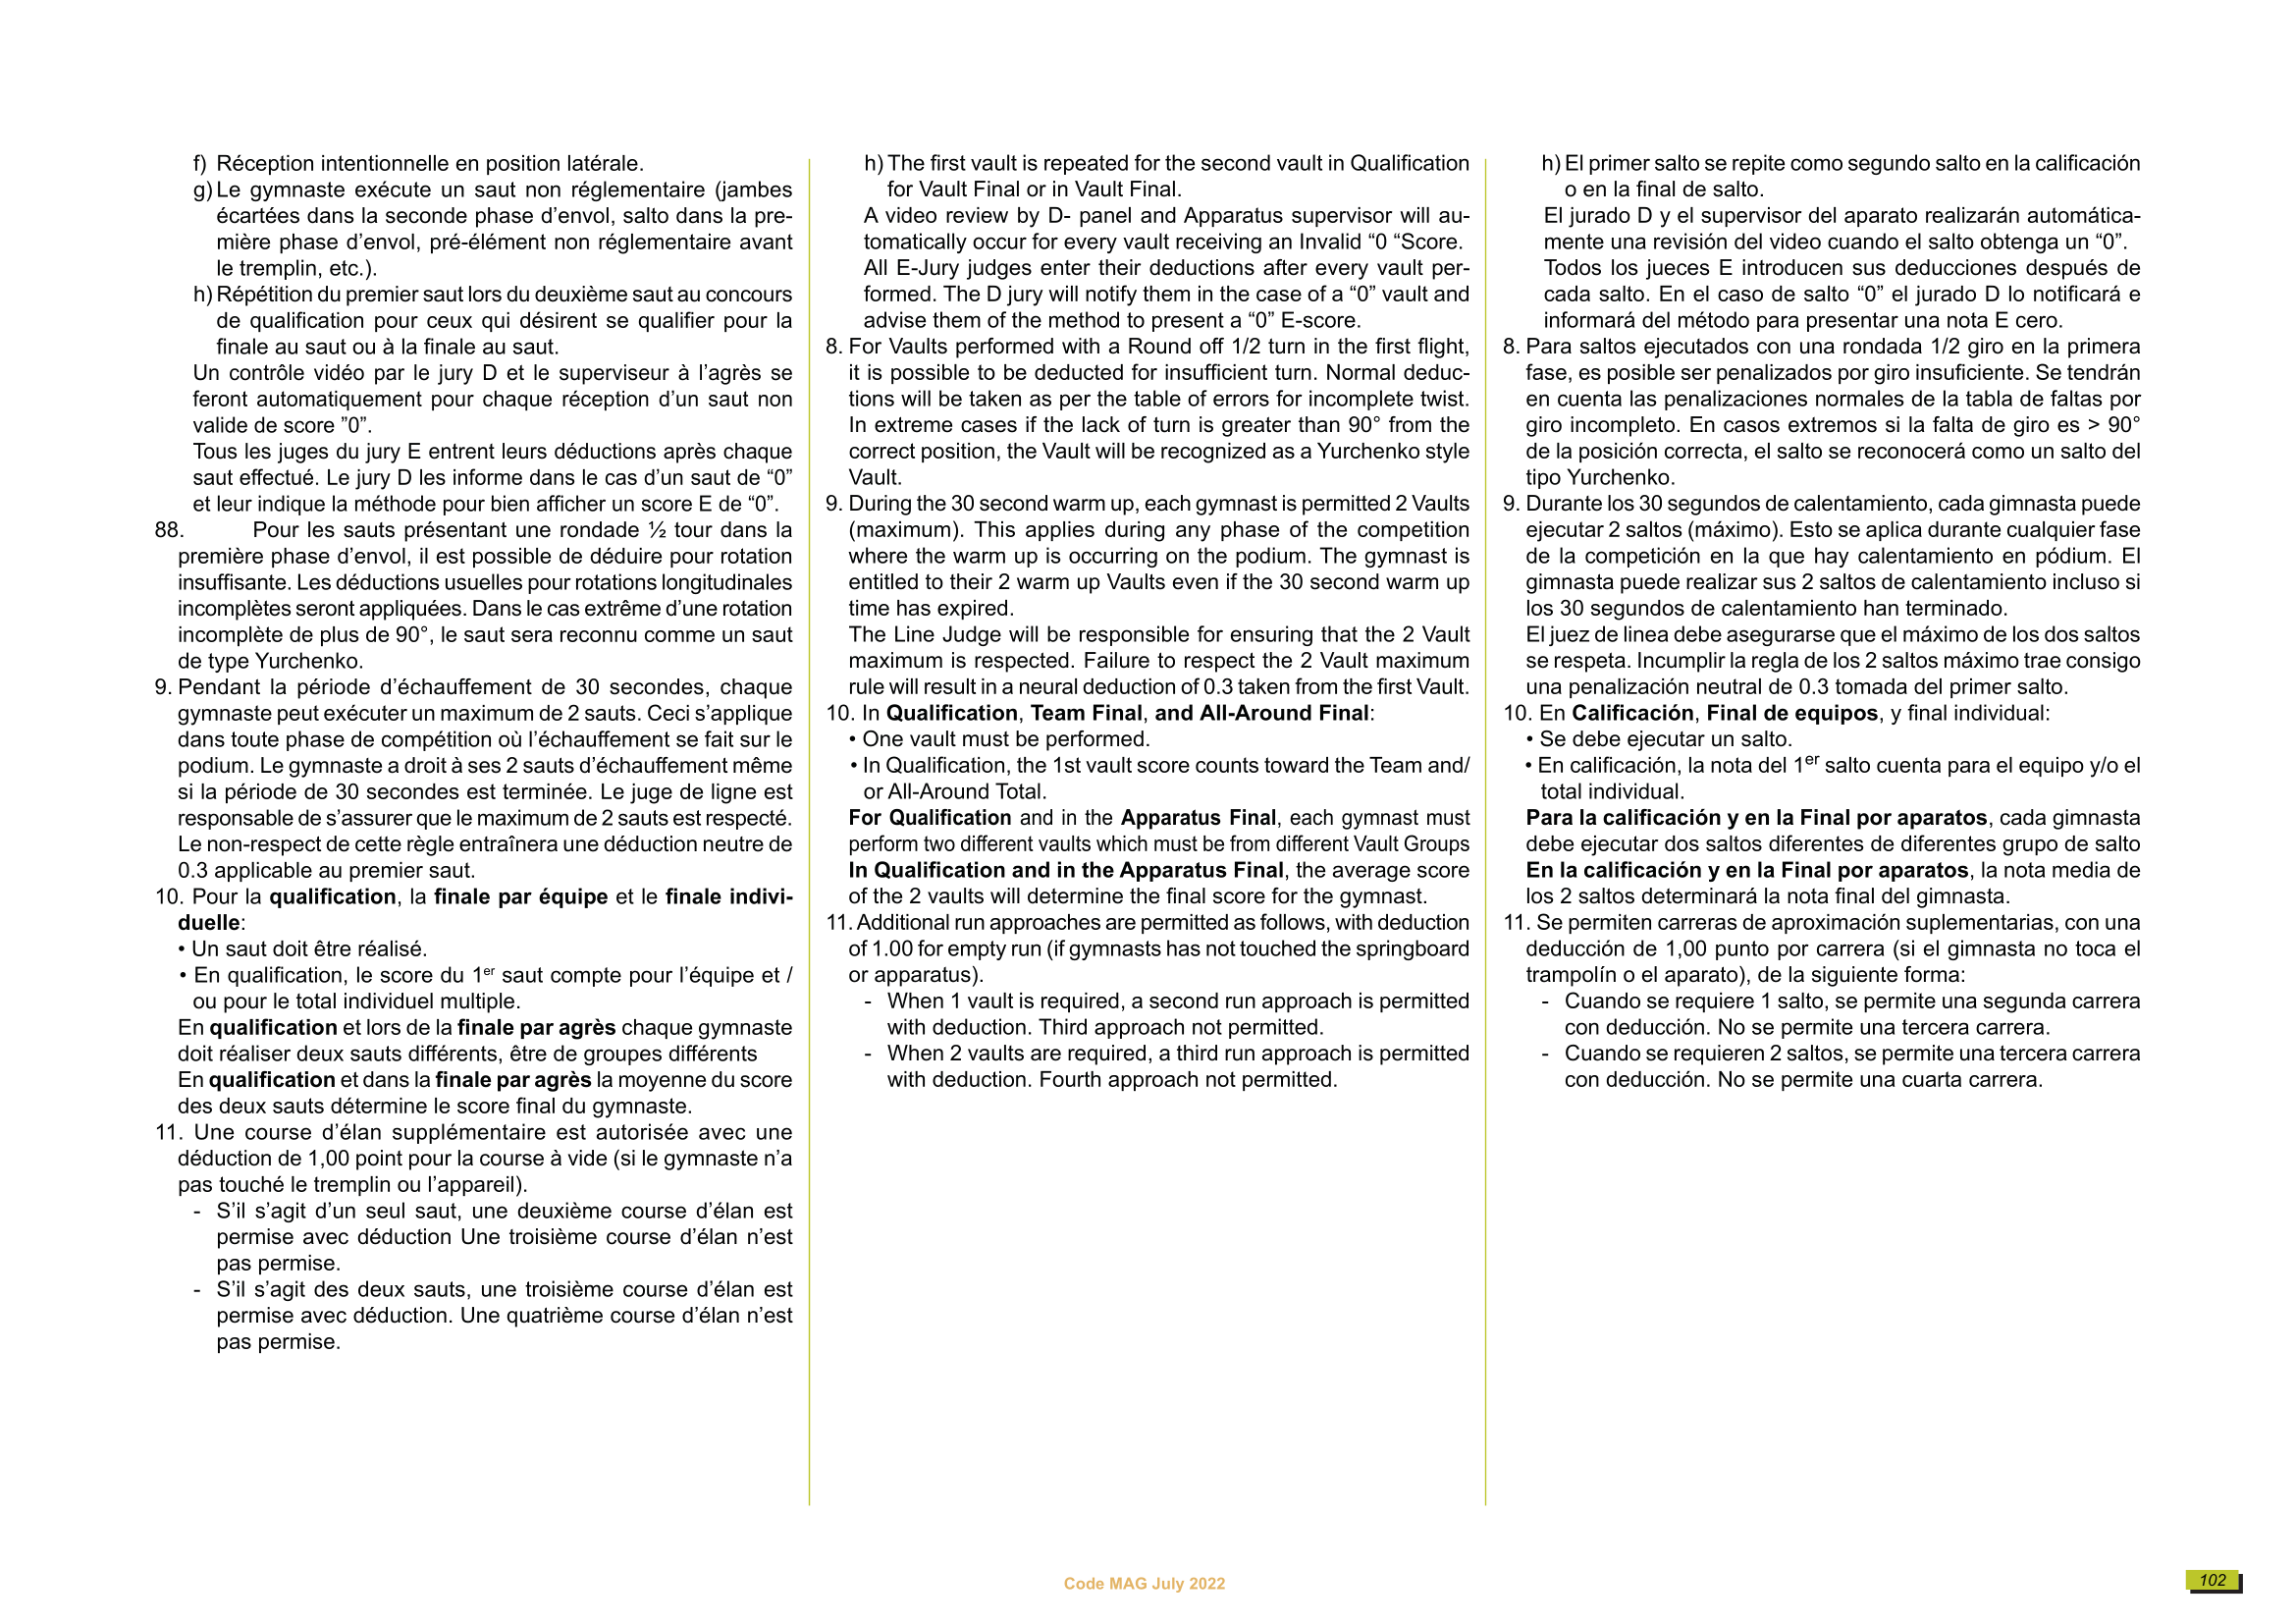 f) Réception intentionnelle en position latérale.
g) Le gymnaste exécute un saut non réglementaire (jambes
écartées dans la seconde phase d’envol, salto dans la pre-
mière phase d’envol, pré-élément non réglementaire avant
le tremplin, etc.).
h) Répétition du premier saut lors du deuxième saut au concours
de qualification pour ceux qui désirent se qualifier pour la
finale au saut ou à la finale au saut.
Un contrôle vidéo par le jury D et le superviseur à l’agrès se
feront automatiquement pour chaque réception d’un saut non
valide de score ”0”.
Tous les juges du jury E entrent leurs déductions après chaque
saut effectué. Le jury D les informe dans le cas d’un saut de “0”
et leur indique la méthode pour bien afficher un score E de “0”.
88. Pour les sauts présentant une rondade ½ tour dans la
première phase d’envol, il est possible de déduire pour rotation
insuffisante. Les déductions usuelles pour rotations longitudinales
incomplètes seront appliquées. Dans le cas extrême d’une rotation
incomplète de plus de 90°, le saut sera reconnu comme un saut
de type Yurchenko.
9. Pendant la période d’échauffement de 30 secondes, chaque
gymnaste peut exécuter un maximum de 2 sauts. Ceci s’applique
dans toute phase de compétition où l’échauffement se fait sur le
podium. Le gymnaste a droit à ses 2 sauts d’échauffement même
si la période de 30 secondes est terminée. Le juge de ligne est
responsable de s’assurer que le maximum de 2 sauts est respecté.
Le non-respect de cette règle entraînera une déduction neutre de
0.3 applicable au premier saut.
10. Pour la qualification, la finale par équipe et le finale indivi-
duelle:
• Un saut doit être réalisé.
• En qualification, le score du 1er saut compte pour l’équipe et /
ou pour le total individuel multiple.
En qualification et lors de la finale par agrès chaque gymnaste
doit réaliser deux sauts différents, être de groupes différents
En qualification et dans la finale par agrès la moyenne du score
des deux sauts détermine le score final du gymnaste.
11. Une course d’élan supplémentaire est autorisée avec une
déduction de 1,00 point pour la course à vide (si le gymnaste n’a
pas touché le tremplin ou l’appareil).
- S’il s’agit d’un seul saut, une deuxième course d’élan est
permise avec déduction Une troisième course d’élan n’est
pas permise.
- S’il s’agit des deux sauts, une troisième course d’élan est
permise avec déduction. Une quatrième course d’élan n’est
pas permise.
h) The first vault is repeated for the second vault in Qualification
for Vault Final or in Vault Final.
A video review by D- panel and Apparatus supervisor will au-
tomatically occur for every vault receiving an Invalid “0 “Score.
All E-Jury judges enter their deductions after every vault per-
formed. The D jury will notify them in the case of a “0” vault and
advise them of the method to present a “0” E-score.
8. For Vaults performed with a Round off 1/2 turn in the first flight,
it is possible to be deducted for insufficient turn. Normal deduc-
tions will be taken as per the table of errors for incomplete twist.
In extreme cases if the lack of turn is greater than 90° from the
correct position, the Vault will be recognized as a Yurchenko style
Vault.
9. During the 30 second warm up, each gymnast is permitted 2 Vaults
(maximum). This applies during any phase of the competition
where the warm up is occurring on the podium. The gymnast is
entitled to their 2 warm up Vaults even if the 30 second warm up
time has expired.
The Line Judge will be responsible for ensuring that the 2 Vault
maximum is respected. Failure to respect the 2 Vault maximum
rule will result in a neural deduction of 0.3 taken from the first Vault.
10. In Qualification, Team Final, and All-Around Final:
• One vault must be performed.
• In Qualification, the 1st vault score counts toward the Team and/
or All-Around Total.
For Qualification and in the Apparatus Final, each gymnast must
perform two different vaults which must be from different Vault Groups
In Qualification and in the Apparatus Final, the average score
of the 2 vaults will determine the final score for the gymnast.
11. Additional run approaches are permitted as follows, with deduction
of 1.00 for empty run (if gymnasts has not touched the springboard
or apparatus).
- When 1 vault is required, a second run approach is permitted
with deduction. Third approach not permitted.
- When 2 vaults are required, a third run approach is permitted
with deduction. Fourth approach not permitted.
h) El primer salto se repite como segundo salto en la calificación
o en la final de salto.
El jurado D y el supervisor del aparato realizarán automática-
mente una revisión del video cuando el salto obtenga un “0”.
Todos los jueces E introducen sus deducciones después de
cada salto. En el caso de salto “0” el jurado D lo notificará e
informará del método para presentar una nota E cero.
8. Para saltos ejecutados con una rondada 1/2 giro en la primera
fase, es posible ser penalizados por giro insuficiente. Se tendrán
en cuenta las penalizaciones normales de la tabla de faltas por
giro incompleto. En casos extremos si la falta de giro es > 90°
de la posición correcta, el salto se reconocerá como un salto del
tipo Yurchenko.
9. Durante los 30 segundos de calentamiento, cada gimnasta puede
ejecutar 2 saltos (máximo). Esto se aplica durante cualquier fase
de la competición en la que hay calentamiento en pódium. El
gimnasta puede realizar sus 2 saltos de calentamiento incluso si
los 30 segundos de calentamiento han terminado.
El juez de linea debe asegurarse que el máximo de los dos saltos
se respeta. Incumplir la regla de los 2 saltos máximo trae consigo
una penalización neutral de 0.3 tomada del primer salto.
10. En Calificación, Final de equipos, y final individual:
• Se debe ejecutar un salto.
• En calificación, la nota del 1er salto cuenta para el equipo y/o el
total individual.
Para la calificación y en la Final por aparatos, cada gimnasta
debe ejecutar dos saltos diferentes de diferentes grupo de salto
En la calificación y en la Final por aparatos, la nota media de
los 2 saltos determinará la nota final del gimnasta.
11. Se permiten carreras de aproximación suplementarias, con una
deducción de 1,00 punto por carrera (si el gimnasta no toca el
trampolín o el aparato), de la siguiente forma:
- Cuando se requiere 1 salto, se permite una segunda carrera
con deducción. No se permite una tercera carrera.
- Cuando se requieren 2 saltos, se permite una tercera carrera
con deducción. No se permite una cuarta carrera.
Code MAG July 2022
102